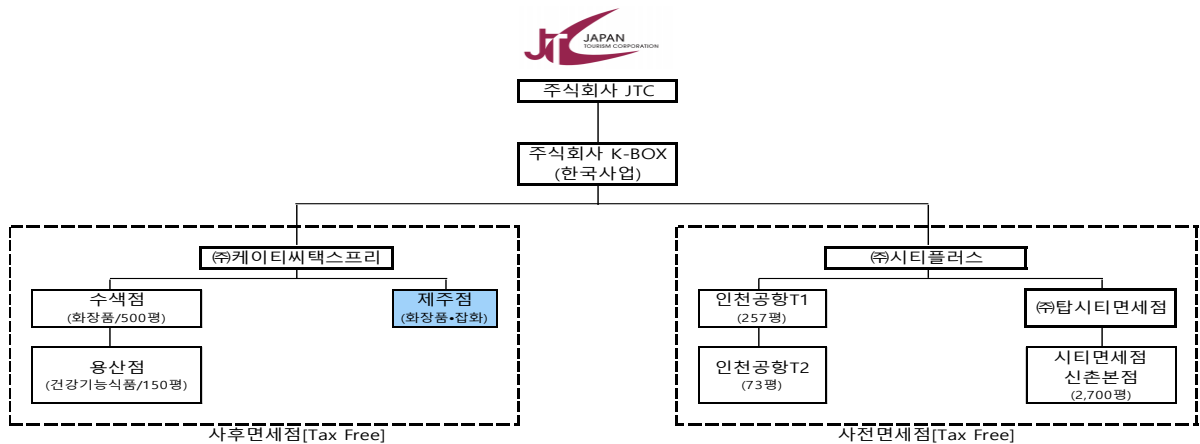 JTC JAPAN
TOURISM CORPORATION
주식회사 JTC
주식회사 K-BOX
(한국사업)
㈜케이티씨택스프리
수색점
(화장품/500평)
제주점
(화장품•잡화)
용산점
(건강기능식품/150평)
사후면세점[Tax Free]
㈜시티플러스
인천공항T1
(257평)
㈜탑시티면세점
인천공항T2
(73평)
시티면세점
신촌본점
(2,700평)
사전면세점[Tax Free]